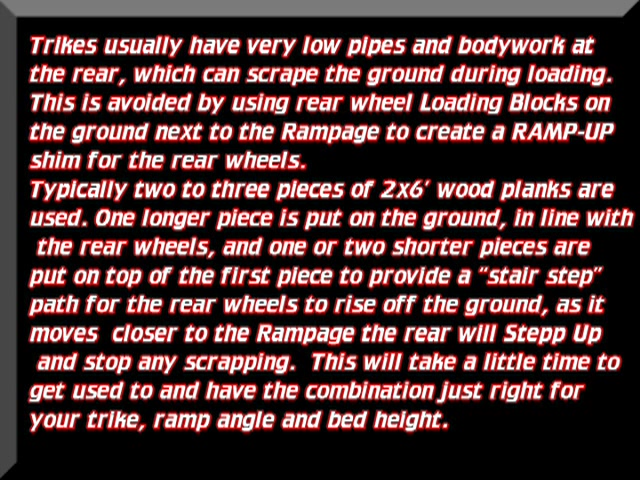 Trikes usually have very low pipes and bodywork at
the rear, which can scrape the ground during loading.
This is avoided by using rear wheel Loading Blocks on
the ground next to the Rampage to create a RAMP-UP
shim for the rear wheels.
Typically two to three pieces of 2x6' wood planks are
used. One longer piece is put on the ground, in line with
the rear wheels, and one or two shorter pieces are
put on top of the first piece to provide a “stair step”
path for the rear wheels to rise off the ground, as it
moves closer to the Rampage the rear will Stepp Up
and stop any scrapping. This will take a little time to
get used to and have the combination just right for
your trike, ramp angle and bed height.